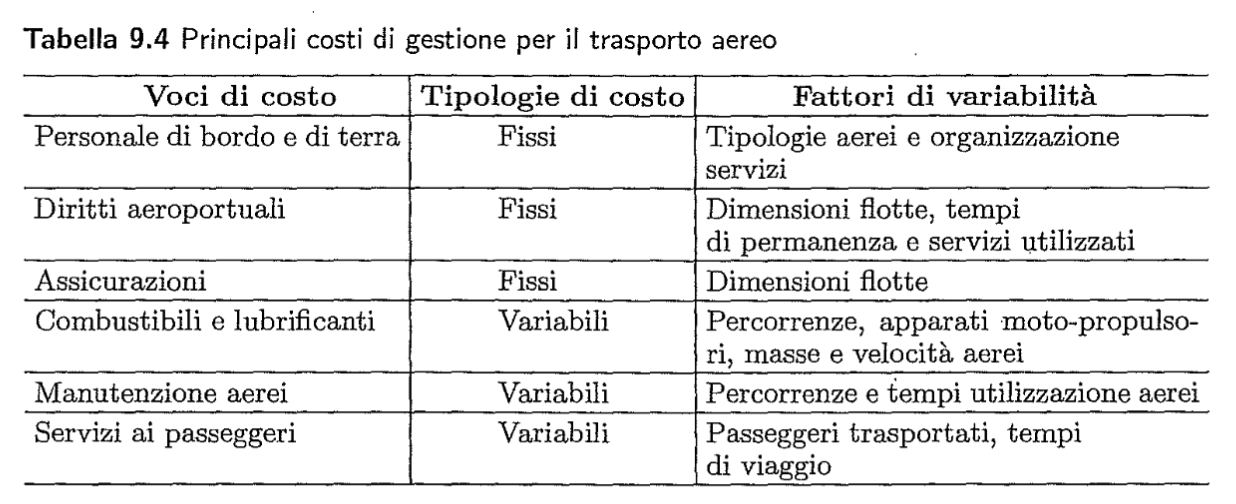 Tabella 9.4 Principali costi di gestione per il trasporto aereo
Voci di costo Tipologie di costo Fattori di variabilità
Personale di bordo e di terra Fissi Tipologie aerei e organizzazione
servizi
Diritti aeroportuali Fissi Dimensioni flotte, tempi
di permanenza e servizi utilizzati
Assicurazioni Fissi Dimensioni flotte
Combustibili e lubrificanti Variabili Percorrenze, apparati moto-propulso-
ri, masse e velocità aerei
Manutenzione aerei Variabili Percorrenze e tempi utilizzazione aerei
Servizi ai passeggeri Variabili Passeggeri trasportati, tempi
di viaggio